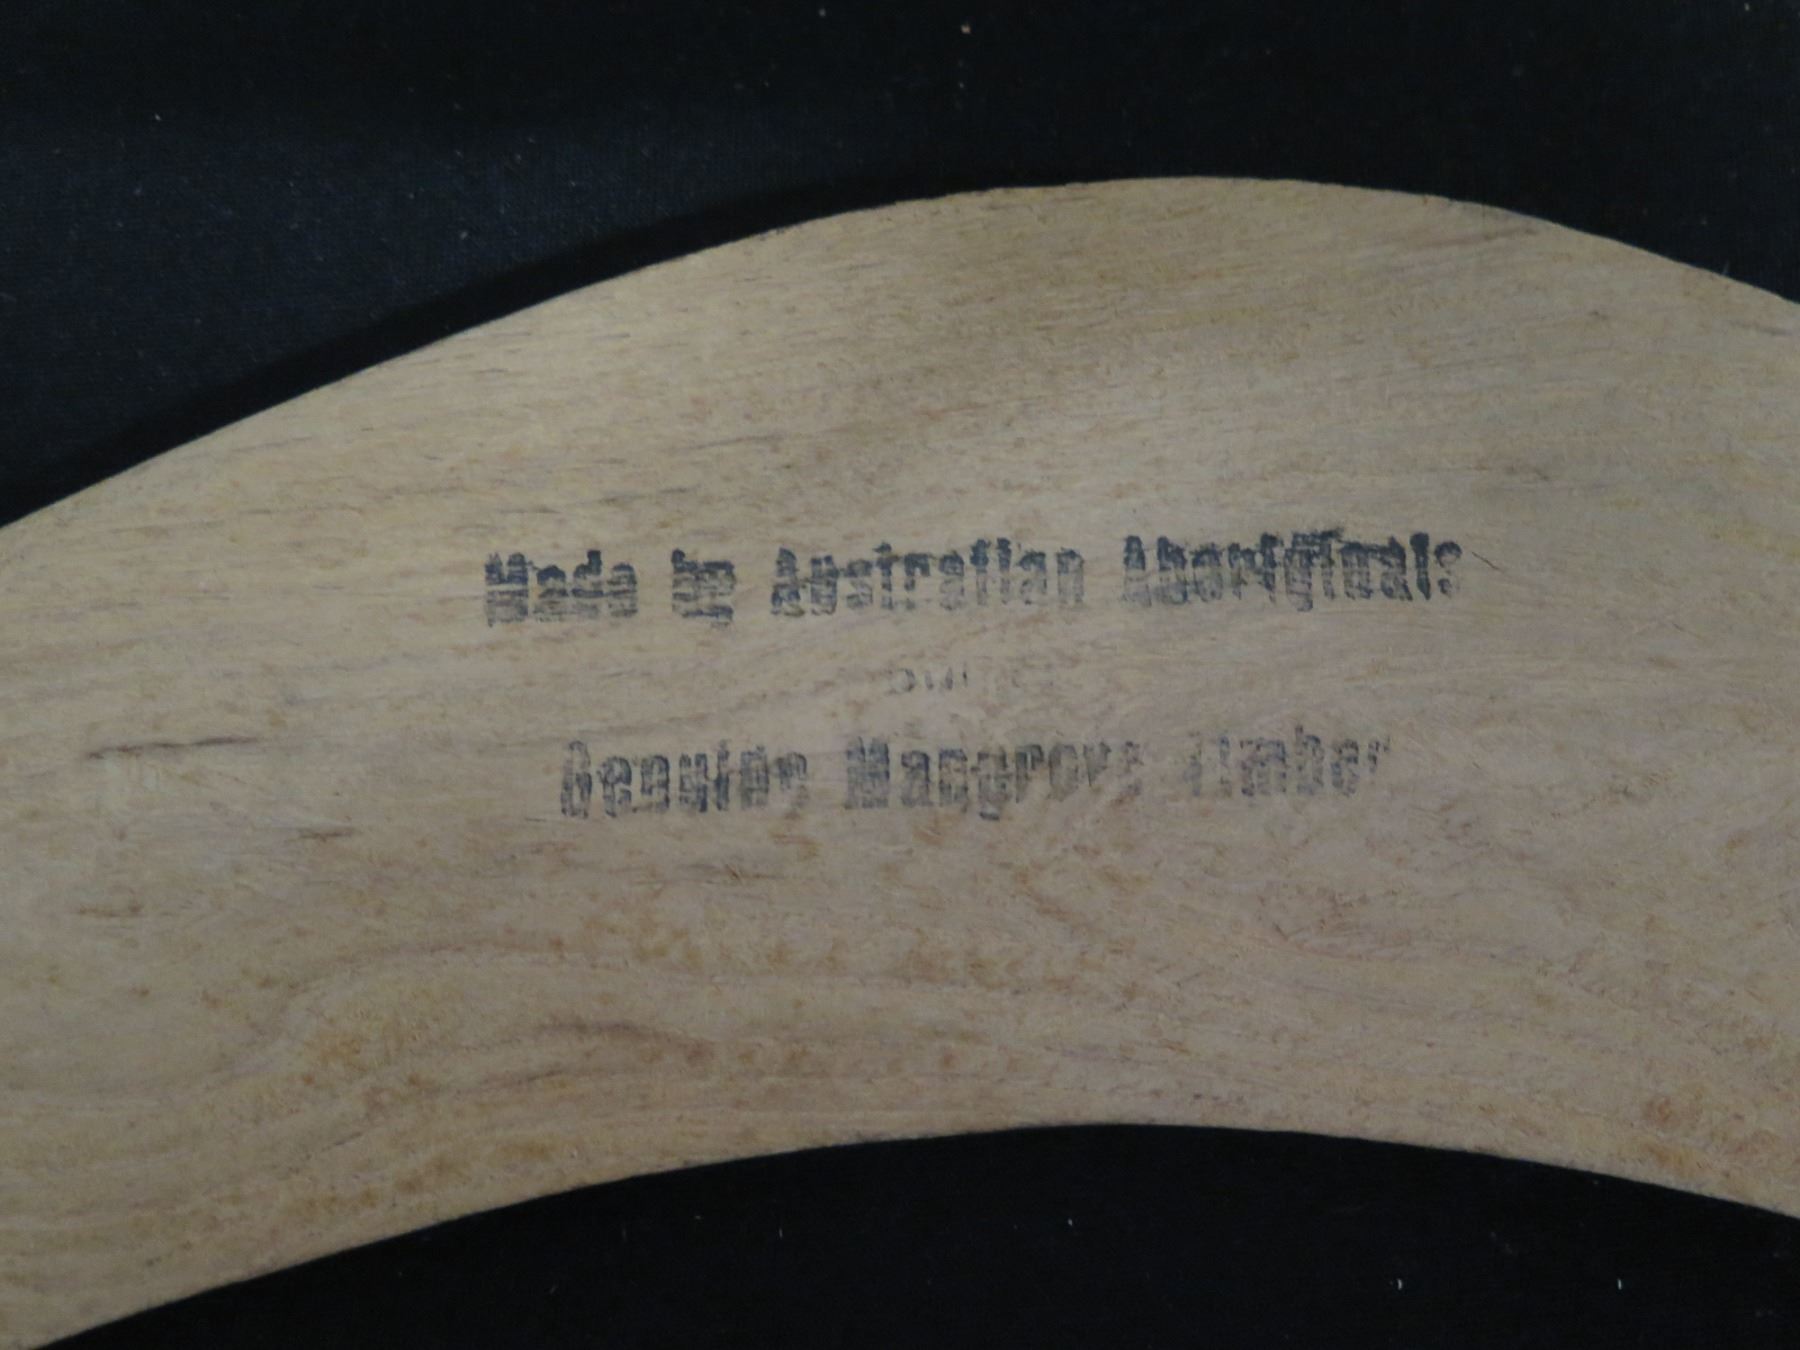 Made by Australian Aboriginals
Genuine Mangrove Timber